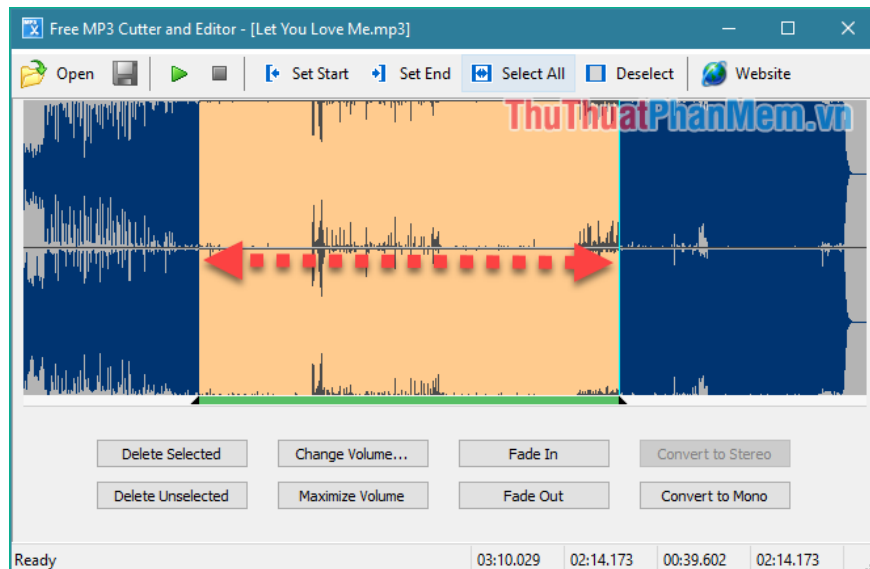 Free MP3 Cutter and Editor - [Let You Love Me.mp3]
Open Set Start Set End Select All Deselect Website
ThuThuatPhanMem.vn
Delete Selected Change Volume... Fade In Convert to Stereo
Delete Unselected Maximize Volume Fade Out Convert to Mono
Ready 03:10.029 02:14.173 00:39.602 02:14.173